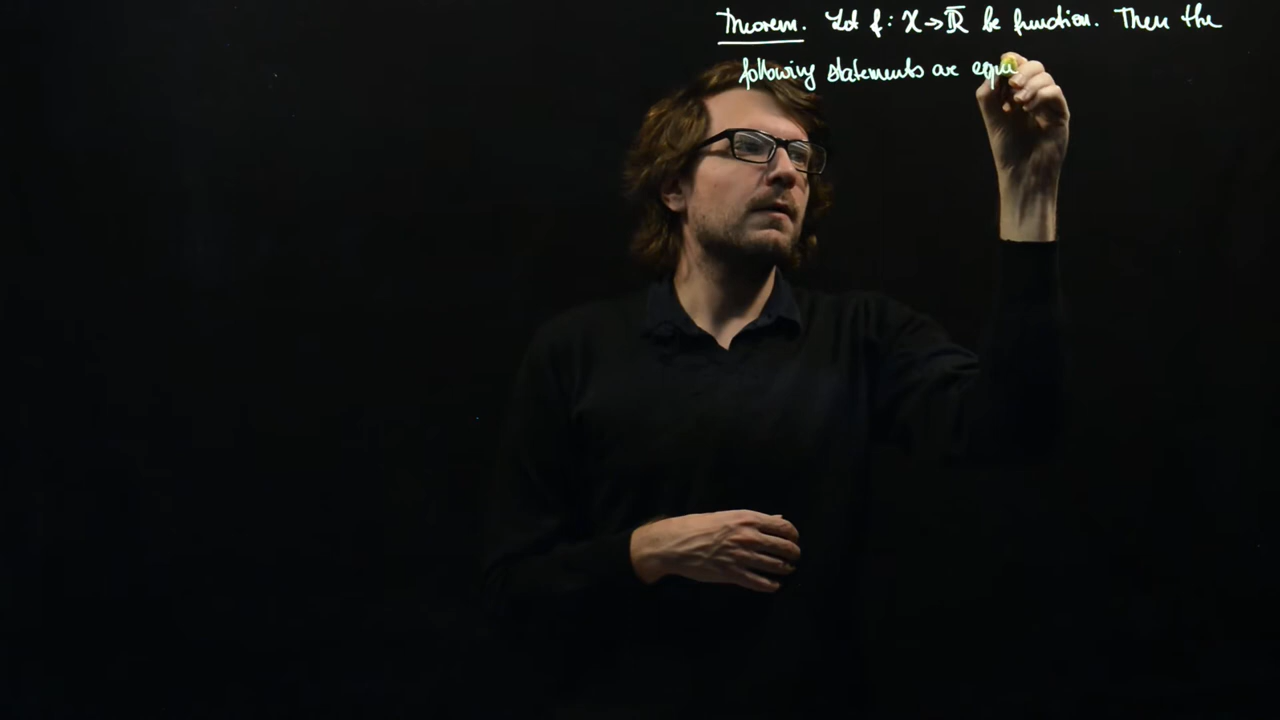 Theorem. Let f: X → R̅ be function. Then the
following statements are equi